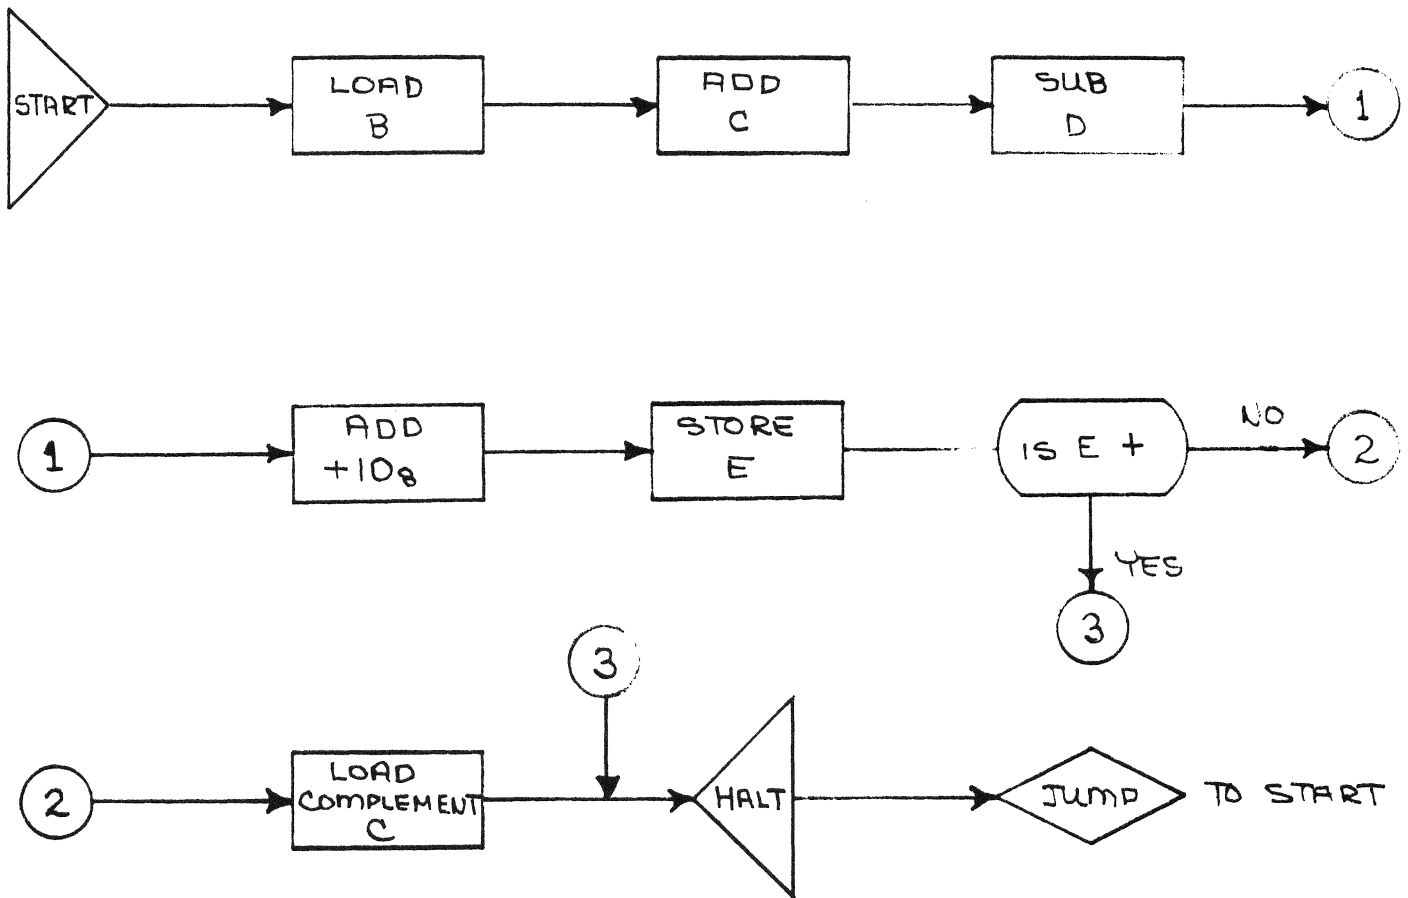 START
LOAD
B
ADD
C
SUB
D
1
1
ADD
+10₈
STORE
E
IS E +
NO
2
YES
3
3
2
LOAD
COMPLEMENT
C
HALT
JUMP
TO START